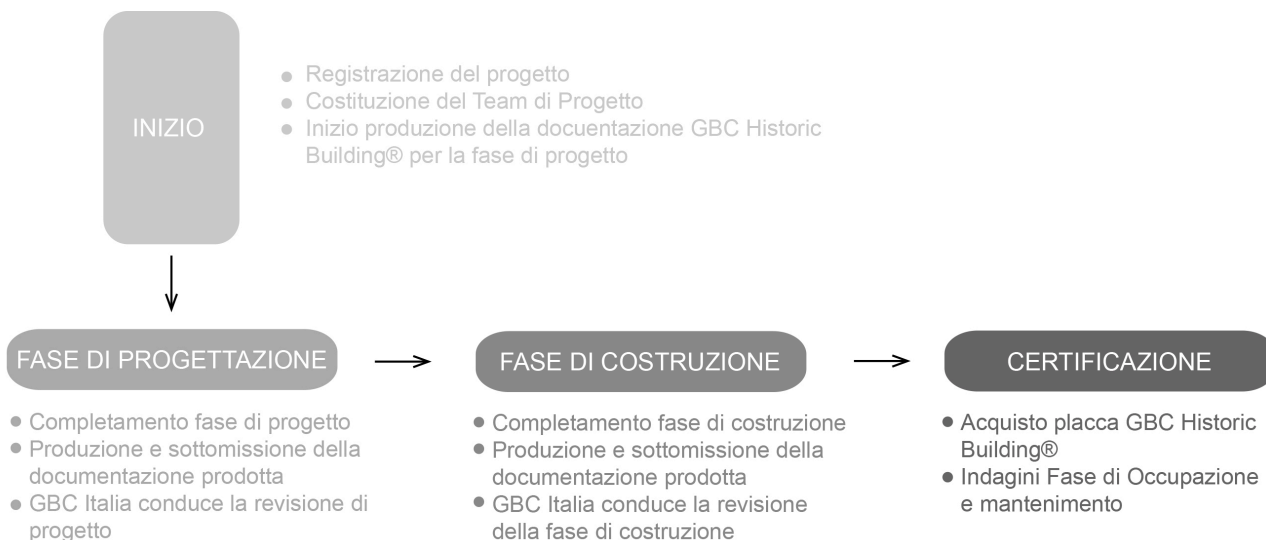 INIZIO
● Registrazione del progetto
● Costituzione del Team di Progetto
● Inizio produzione della docuentazione GBC Historic
Building® per la fase di progetto
FASE DI PROGETTAZIONE
● Completamento fase di progetto
● Produzione e sottomissione della
documentazione prodotta
● GBC Italia conduce la revisione di
progetto
FASE DI COSTRUZIONE
● Completamento fase di costruzione
● Produzione e sottomissione della
documentazione prodotta
● GBC Italia conduce la revisione
della fase di costruzione
CERTIFICAZIONE
● Acquisto placca GBC Historic
Building®
● Indagini Fase di Occupazione
e mantenimento